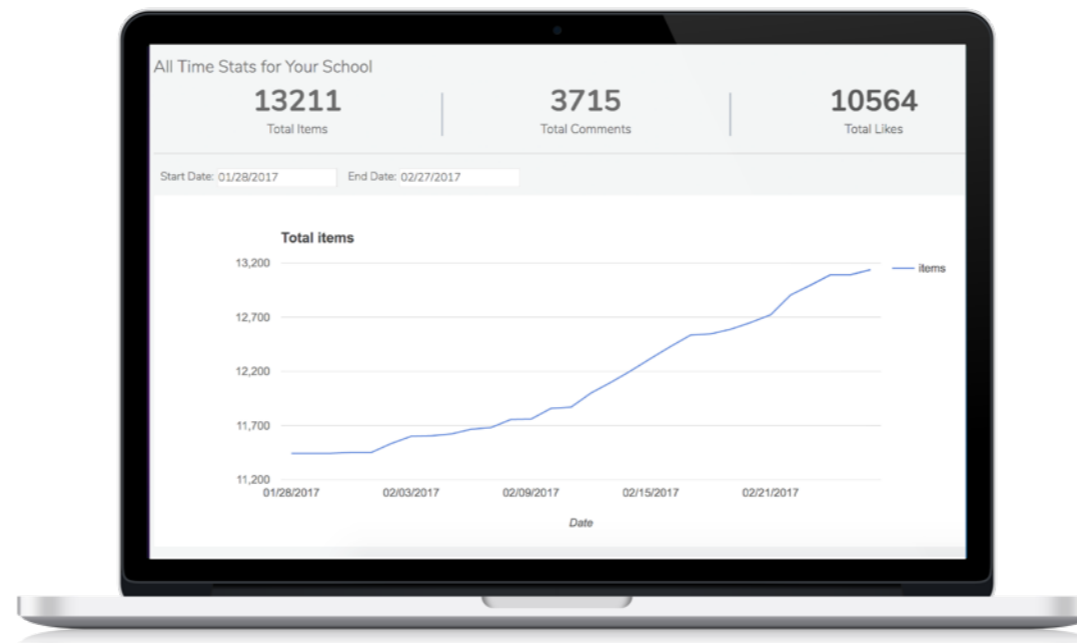 All Time Stats for Your School
13211
Total Items
3715
Total Comments
10564
Total Likes
Start Date: 01/28/2017 End Date: 02/27/2017
Total items
13,200
items
12,700
12,200
11,700
11,200
01/28/2017 02/03/2017 02/09/2017 02/15/2017 02/21/2017
Date